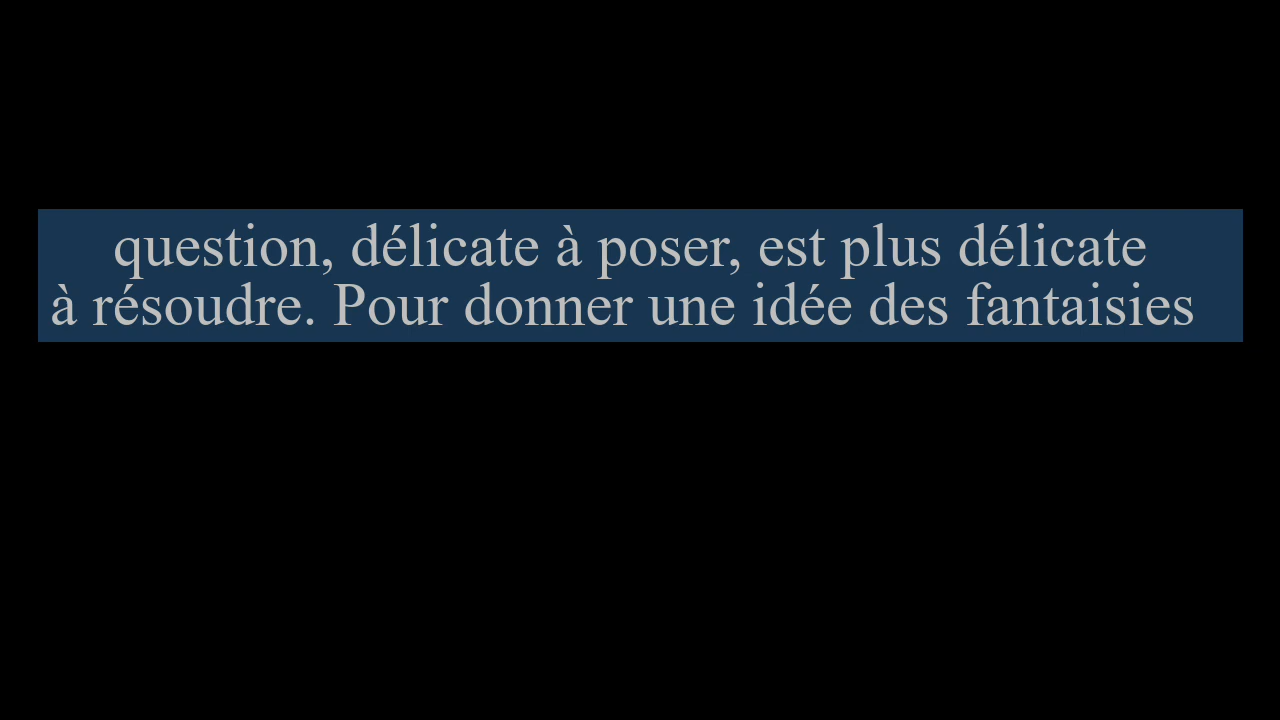 question, délicate à poser, est plus délicate
à résoudre. Pour donner une idée des fantaisies